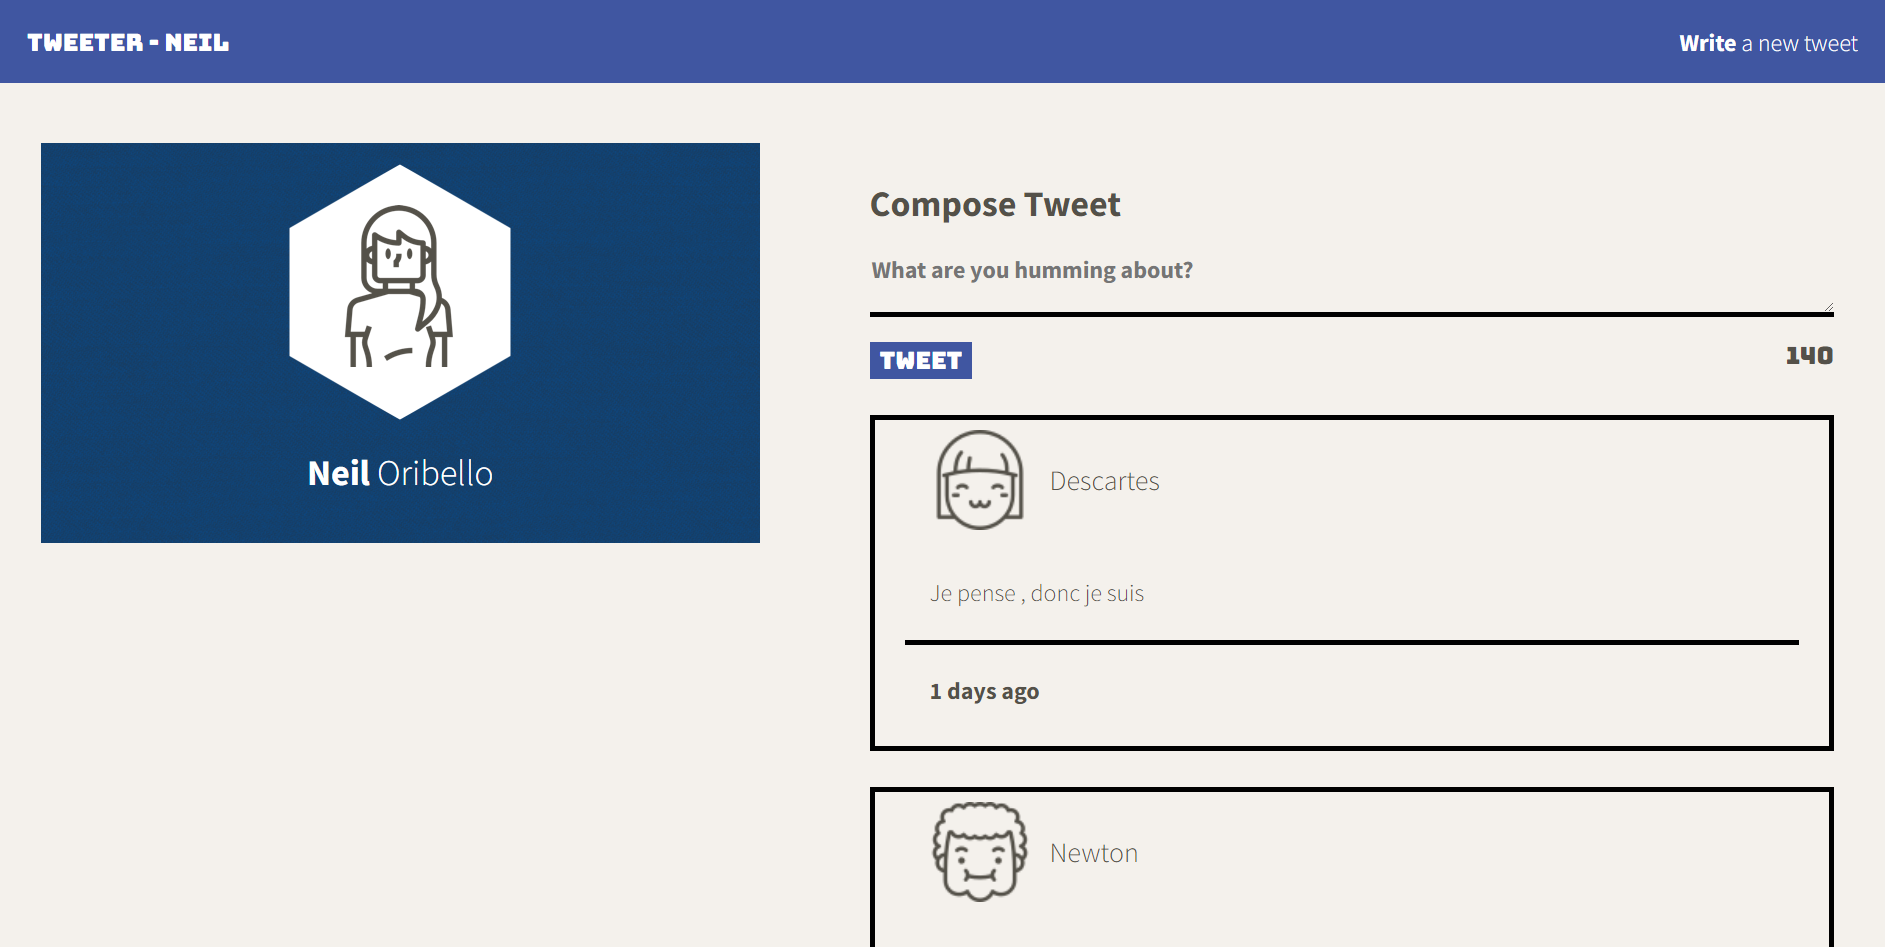 TWEETER - NEIL
Write a new tweet
Neil Oribello
Compose Tweet
What are you humming about?
TWEET
140
Descartes
Je pense , donc je suis
1 days ago
Newton